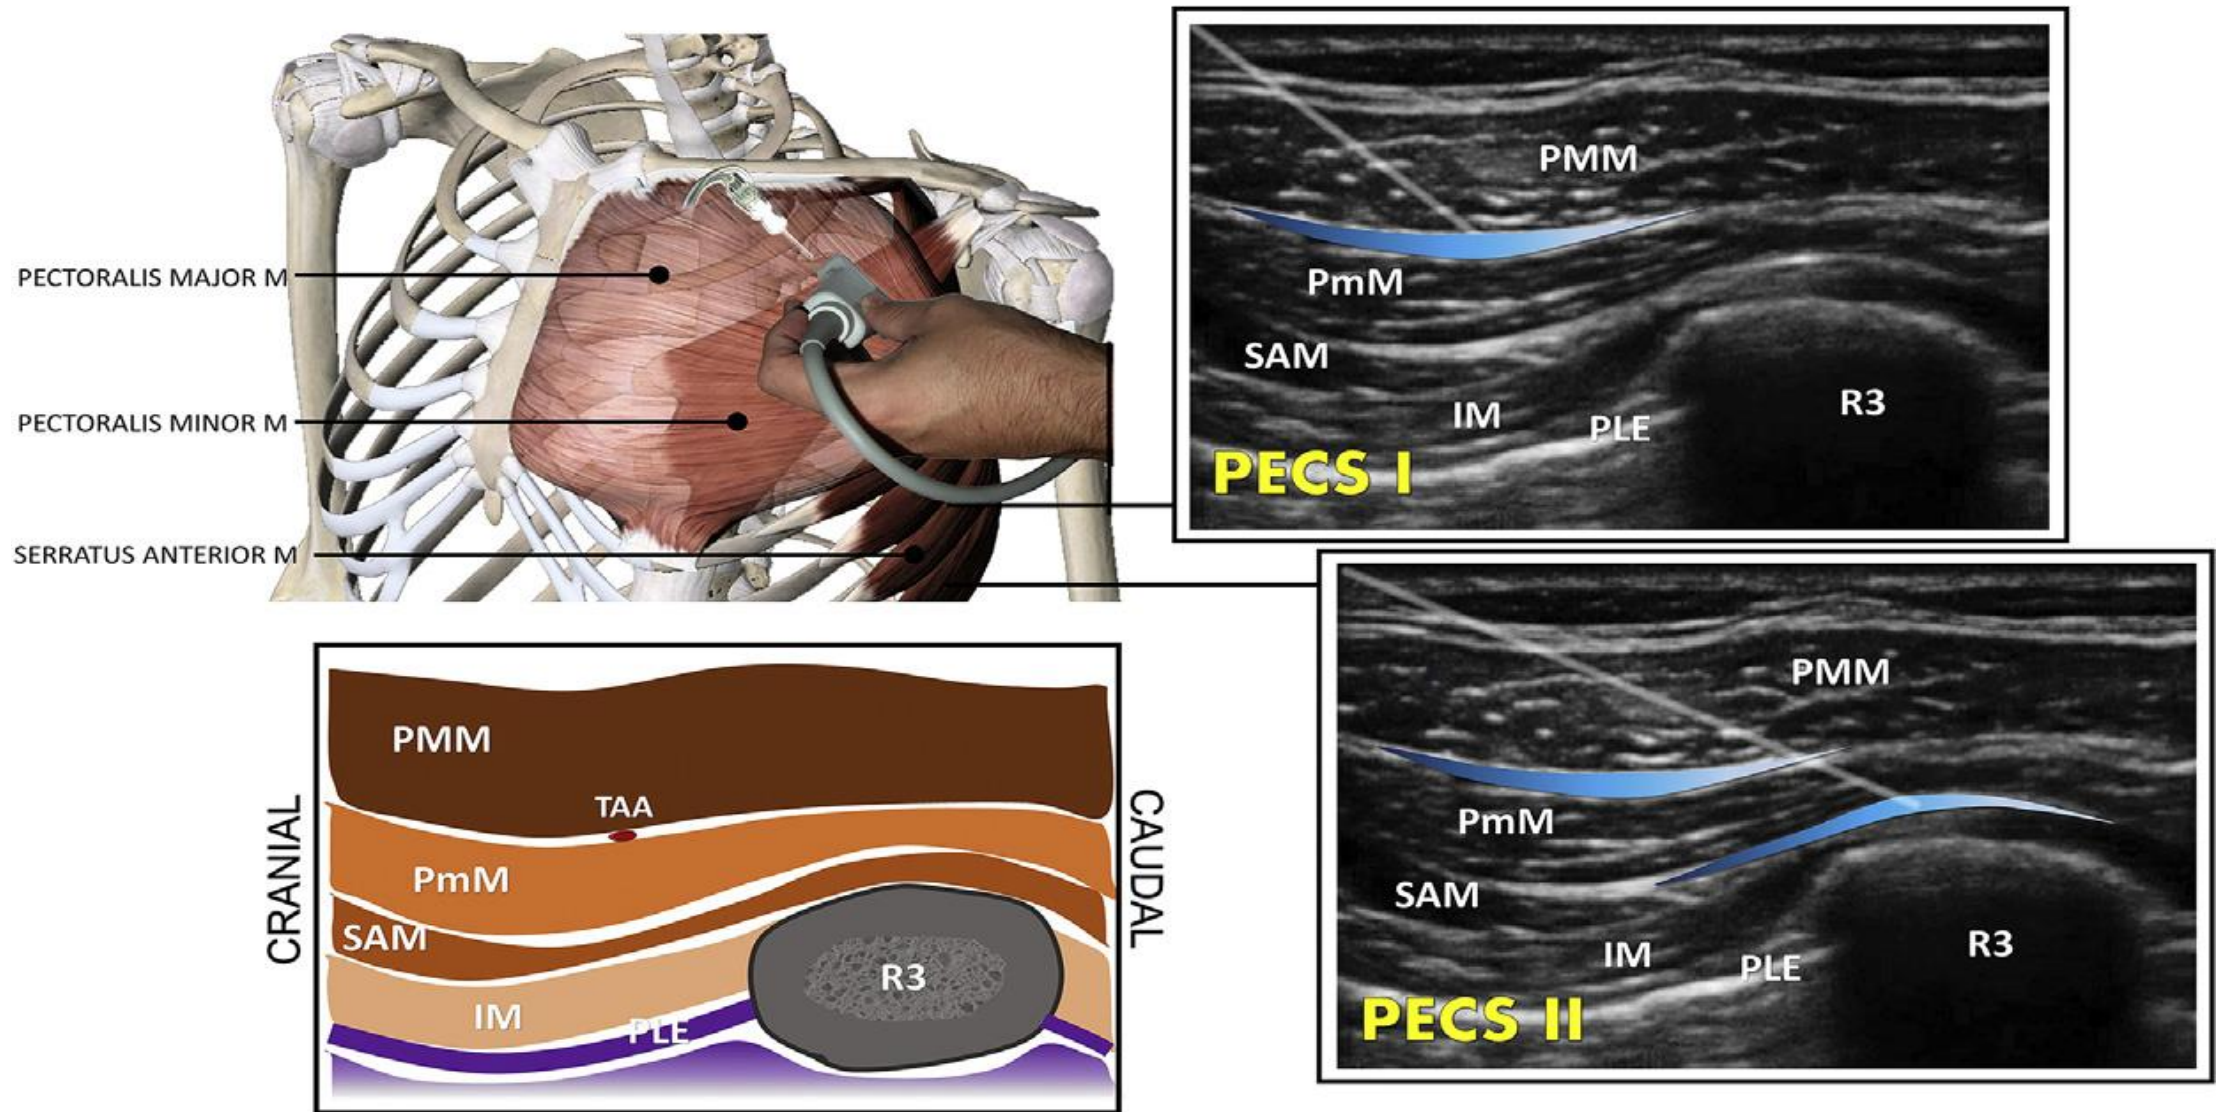 PECTORALIS MAJOR M
PECTORALIS MINOR M
SERRATUS ANTERIOR M
PMM
PmM
SAM
IM
PLE
R3
PECS I
PMM
PmM
SAM
IM
PLE
R3
PECS II
CRANIAL
PMM
TAA
PmM
SAM
R3
IM
PLE
CAUDAL